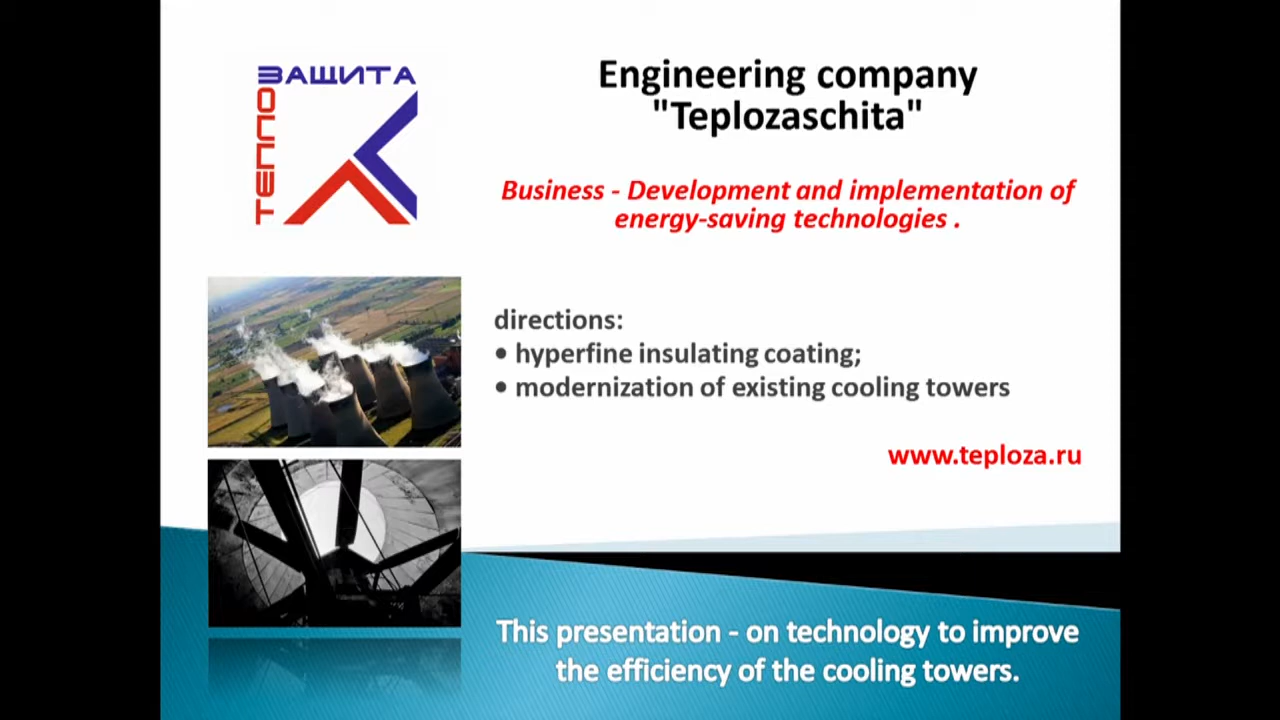 ЗАЩИТА
ТЕПЛО
Engineering company
"Teplozaschita"
Business - Development and implementation of
energy-saving technologies .
directions:
• hyperfine insulating coating;
• modernization of existing cooling towers
www.teploza.ru
This presentation - on technology to improve
the efficiency of the cooling towers.